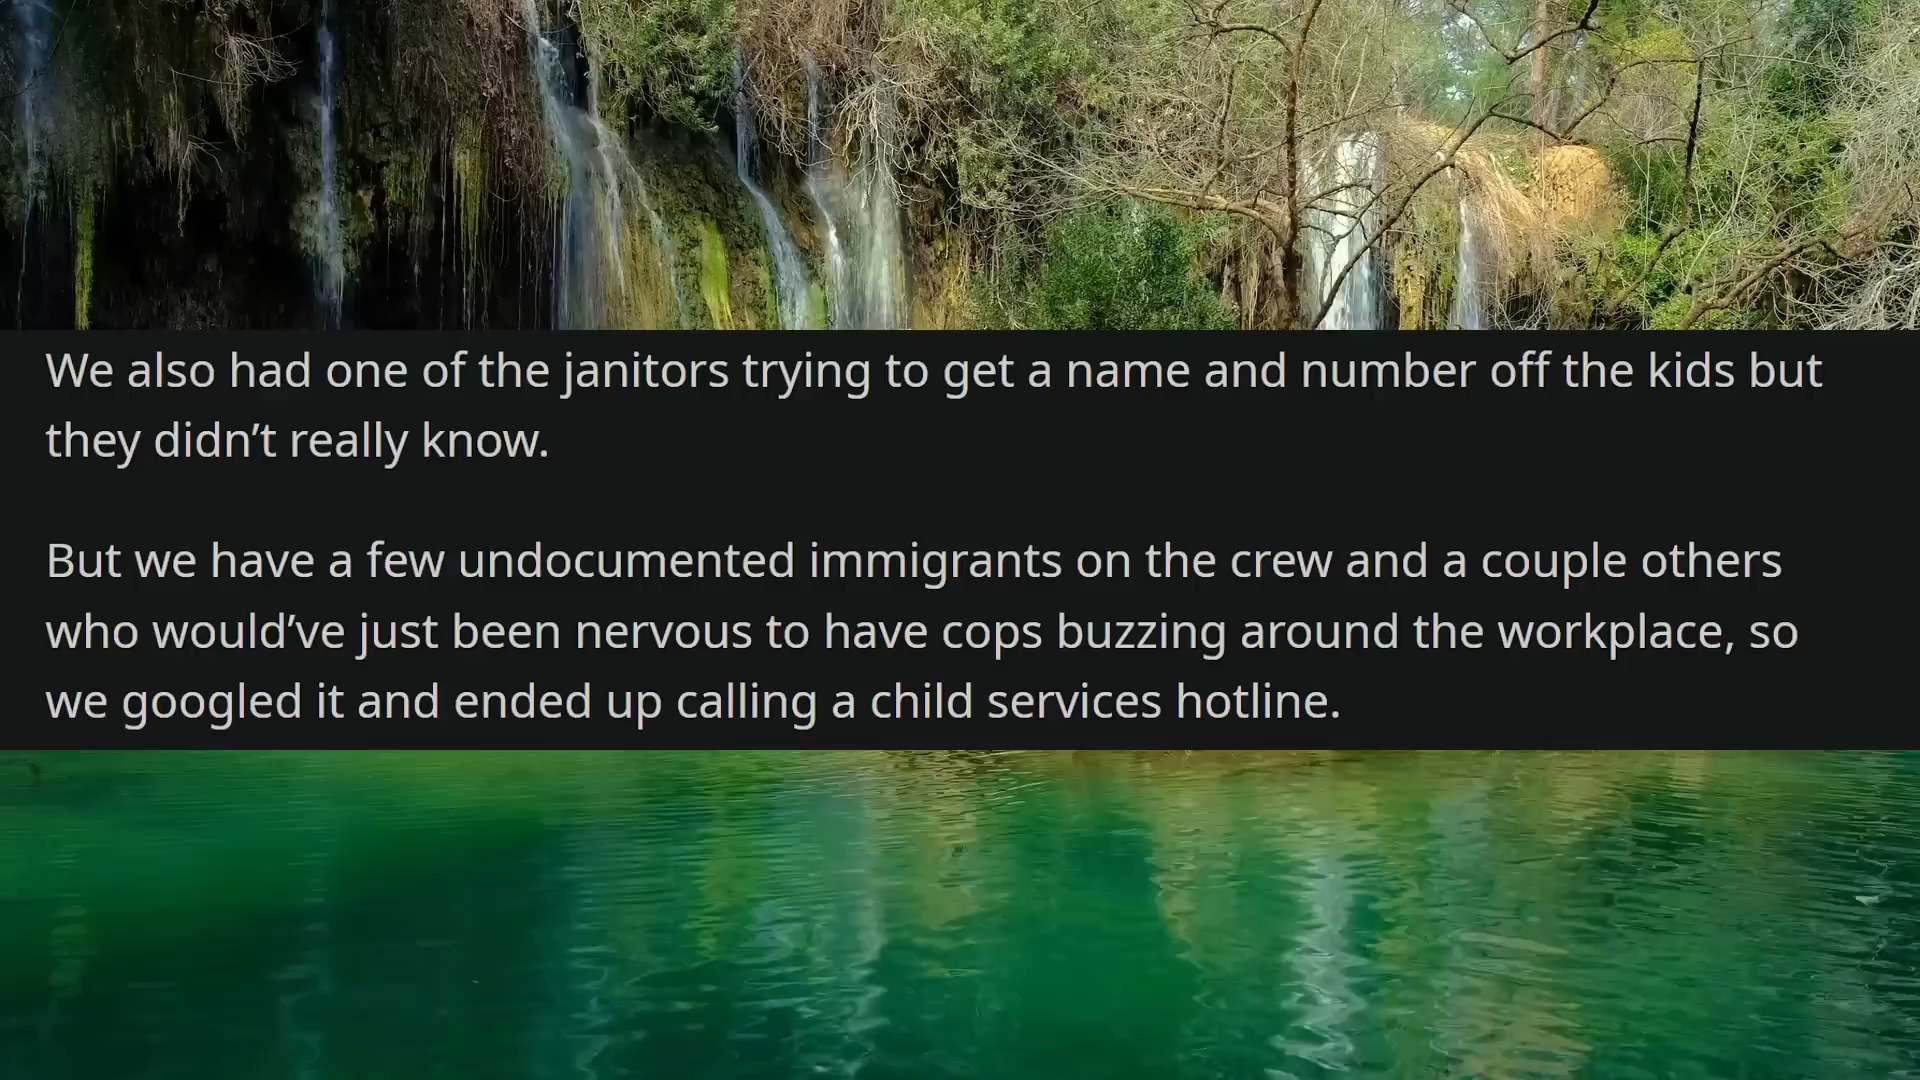 We also had one of the janitors trying to get a name and number off the kids but
they didn’t really know.
But we have a few undocumented immigrants on the crew and a couple others
who would’ve just been nervous to have cops buzzing around the workplace, so
we googled it and ended up calling a child services hotline.